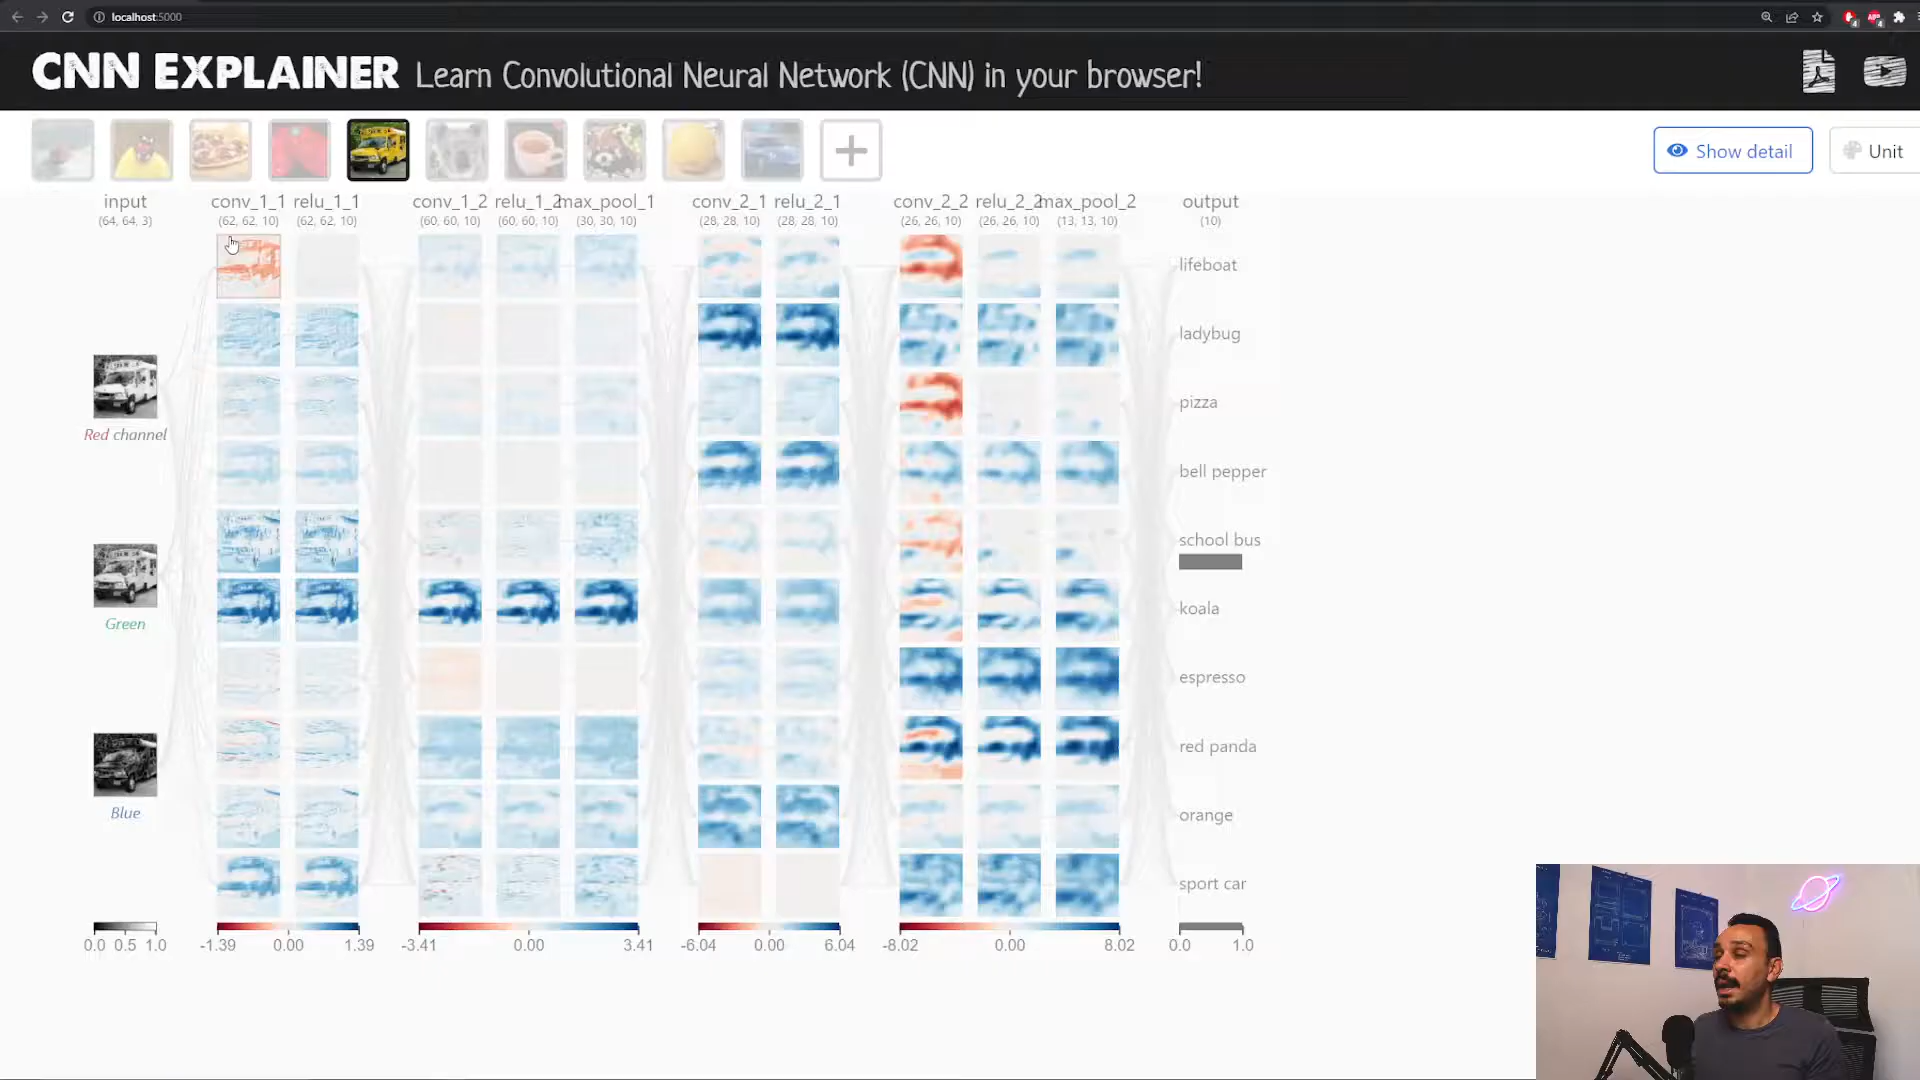 localhost:5000
CNN EXPLAINER Learn Convolutional Neural Network (CNN) in your browser!
Show detail
Unit
input conv_1_1 relu_1_1 conv_1_2 relu_1_2 max_pool_1 conv_2_1 relu_2_1 conv_2_2 relu_2_2 max_pool_2 output
(64, 64, 3) (62, 62, 10) (62, 62, 10) (60, 60, 10) (60, 60, 10) (30, 30, 10) (28, 28, 10) (28, 28, 10) (26, 26, 10) (26, 26, 10) (13, 13, 10) (10)
lifeboat
ladybug
pizza
Red channel
bell pepper
school bus
koala
Green
espresso
red panda
Blue
orange
sport car
0.0 0.5 1.0 -1.39 0.00 1.39 -3.41 0.00 3.41 -6.04 0.00 6.04 -8.02 0.00 8.02 0.0 1.0